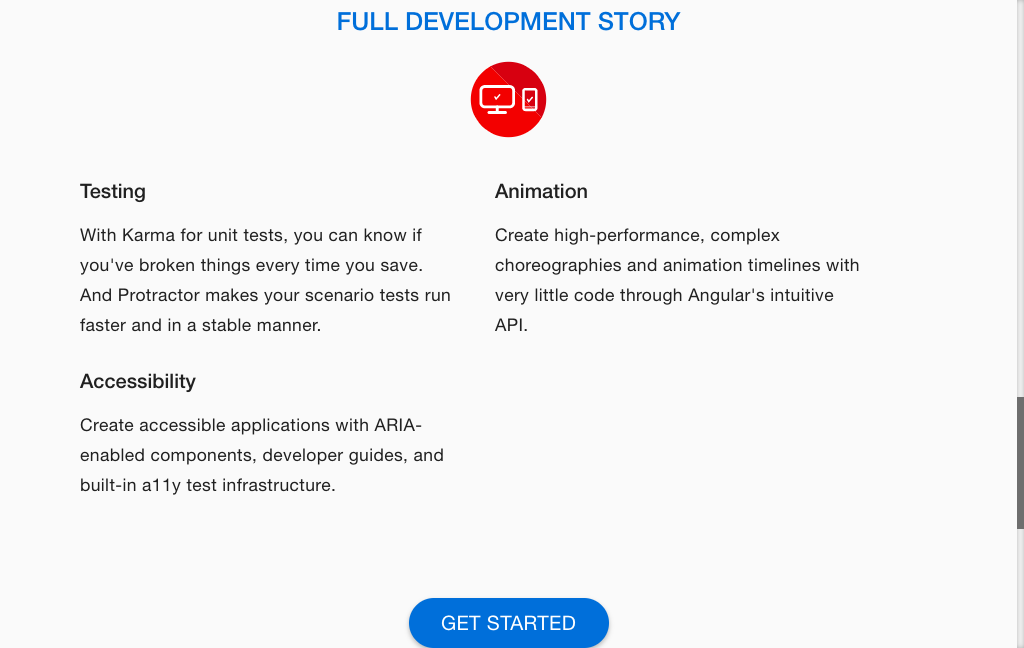 FULL DEVELOPMENT STORY
Testing
With Karma for unit tests, you can know if
you've broken things every time you save.
And Protractor makes your scenario tests run
faster and in a stable manner.
Animation
Create high-performance, complex
choreographies and animation timelines with
very little code through Angular's intuitive
API.
Accessibility
Create accessible applications with ARIA-
enabled components, developer guides, and
built-in a11y test infrastructure.
GET STARTED